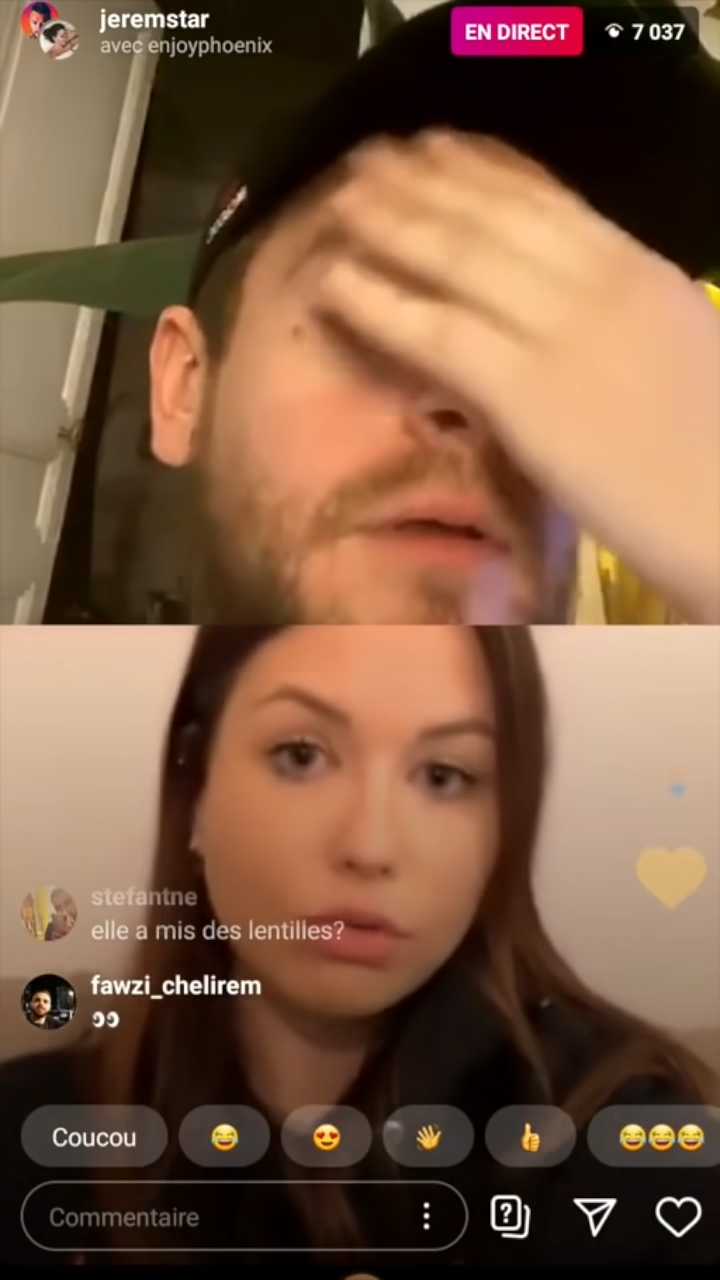 jeremstar
avec enjoyphoenix
EN DIRECT
7 037
stefantne
elle a mis des lentilles?
fawzi_chelirem
👀
Coucou
😂
😍
👋
👍
😂😂😂
Commentaire